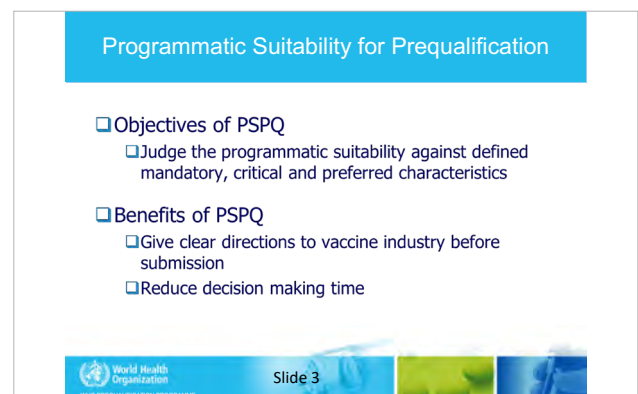 Programmatic Suitability for Prequalification
Objectives of PSPQ
Judge the programmatic suitability against defined
mandatory, critical and preferred characteristics
Benefits of PSPQ
Give clear directions to vaccine industry before
submission
Reduce decision making time
World Health
Organization
Slide 3